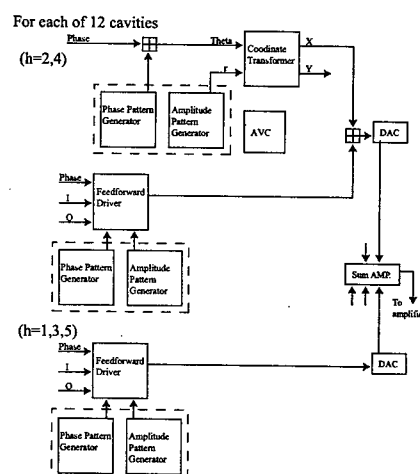 For each of 12 cavities
Phase
(h=2,4)
Theta
r
Coodinate
Transformer
X
Y
Phase Pattern
Generator
Amplitude
Pattern
Generator
AVC
DAC
Phase
I
Q
Feedforward
Driver
Phase Pattern
Generator
Amplitude
Pattern
Generator
Sum AMP.
To
amplifie
(h=1,3,5)
Phase
I
Q
Feedforward
Driver
DAC
Phase Pattern
Generator
Amplitude
Pattern
Generator